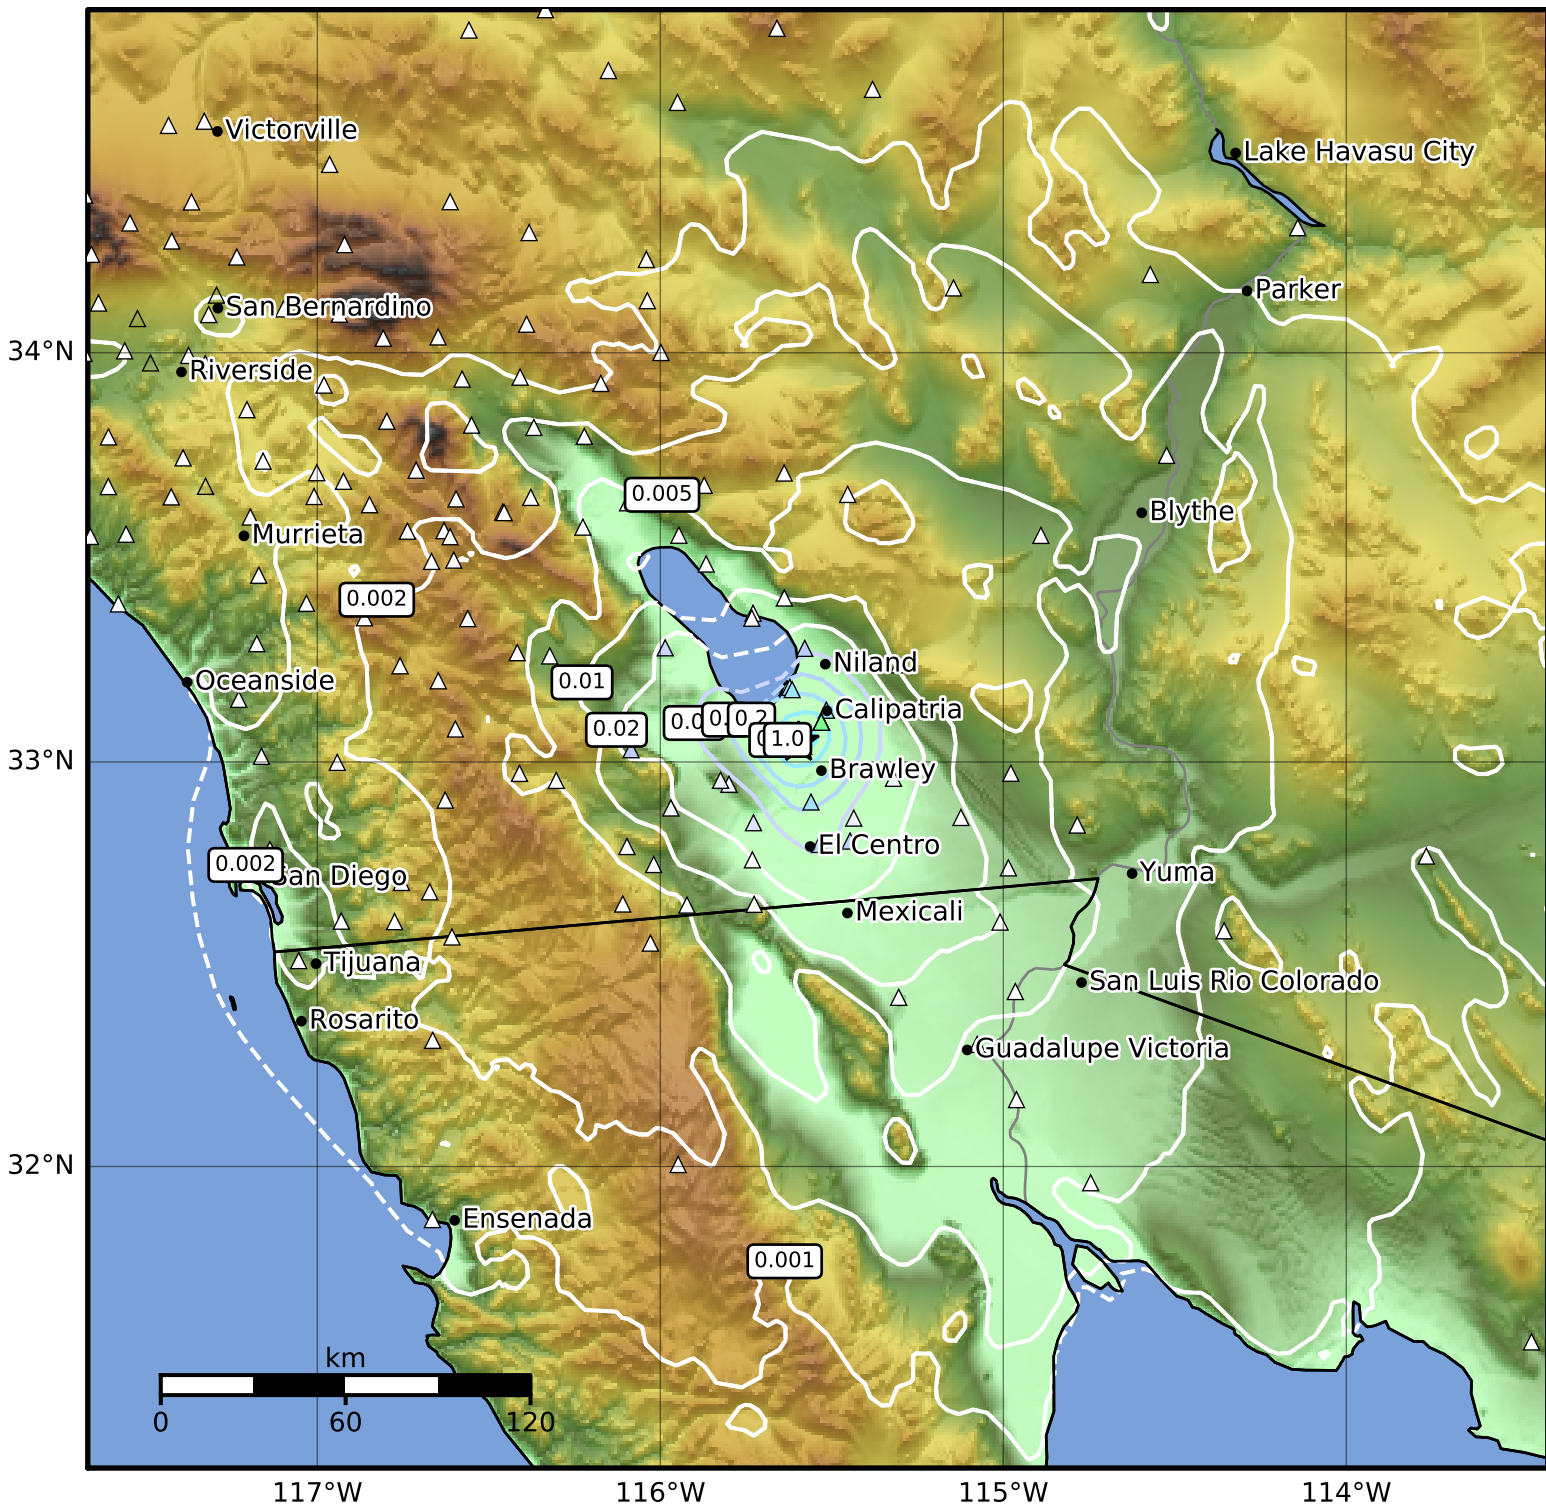 Victorville
Lake Havasu City
San Bernardino
Parker
34°N
Riverside
0.005
Blythe
Murrieta
0.002
Niland
Oceanside
0.01
Calipatria
0.02
0.2
1.0
33°N
Brawley
El Centro
0.002
San Diego
Yuma
Mexicali
Tijuana
San Luis Rio Colorado
Rosarito
Guadalupe Victoria
32°N
Ensenada
0.001
km
0 60 120
117°W 116°W 115°W 114°W